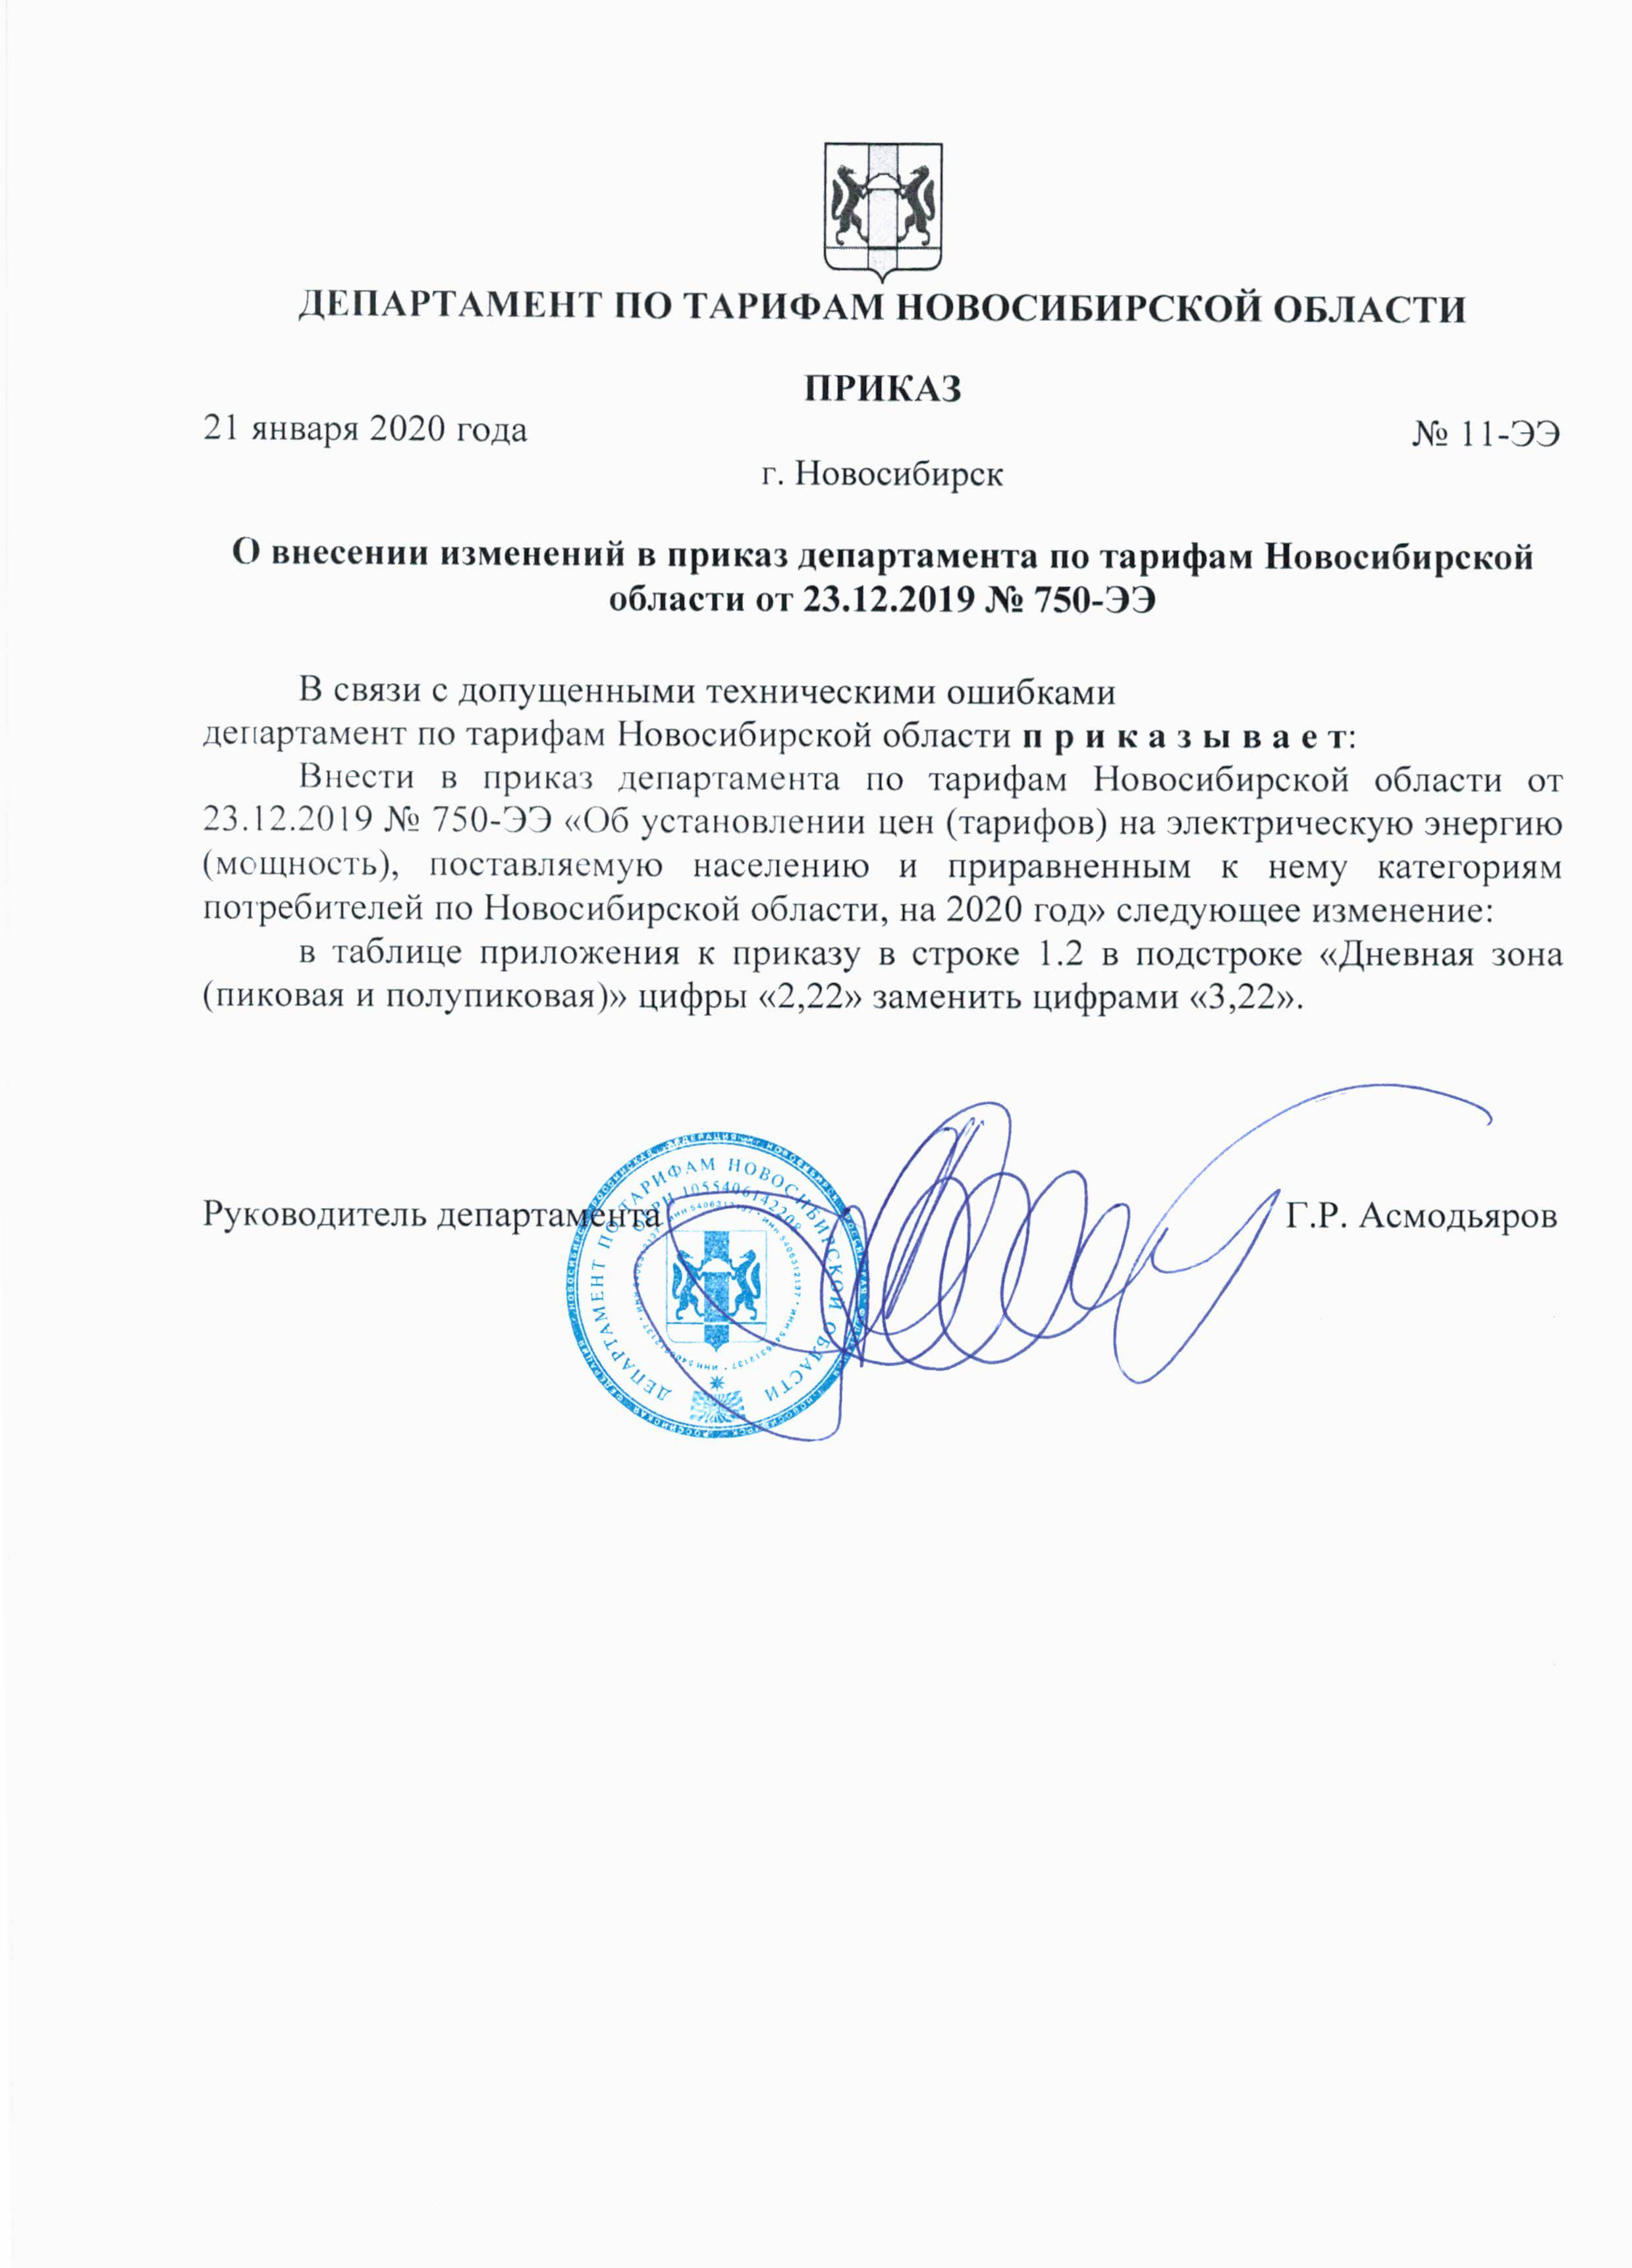 ДЕПАРТАМЕНТ ПО ТАРИФАМ НОВОСИБИРСКОЙ ОБЛАСТИ
ПРИКАЗ
21 января 2020 года № 11-ЭЭ
г. Новосибирск
О внесении изменений в приказ департамента по тарифам Новосибирской
области от 23.12.2019 № 750-ЭЭ
В связи с допущенными техническими ошибками
департамент по тарифам Новосибирской области п р и к а з ы в а е т:
Внести в приказ департамента по тарифам Новосибирской области от
23.12.2019 № 750-ЭЭ «Об установлении цен (тарифов) на электрическую энергию
(мощность), поставляемую населению и приравненным к нему категориям
потребителей по Новосибирской области, на 2020 год» следующее изменение:
в таблице приложения к приказу в строке 1.2 в подстроке «Дневная зона
(пиковая и полупиковая)» цифры «2,22» заменить цифрами «3,22».
Руководитель департамента Г.Р. Асмодьяров
ДЕПАРТАМЕНТ ПО ТАРИФАМ НОВОСИБИРСКОЙ ОБЛАСТИ
ОГРН 1055406142208
ИНН 5406312137